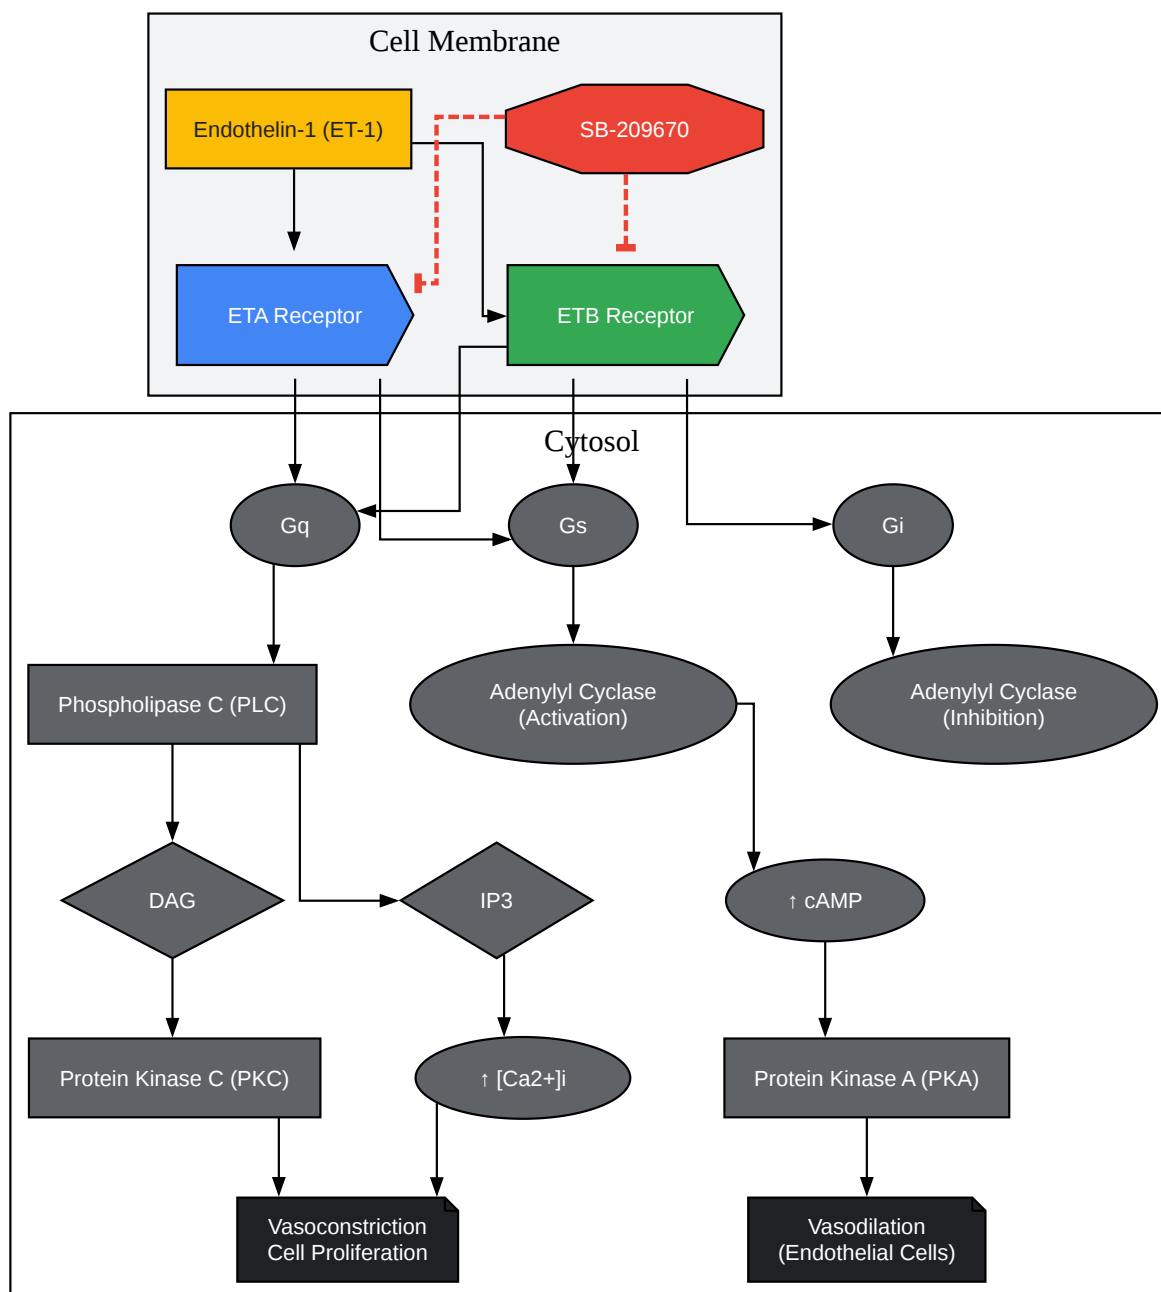 Cell Membrane
Endothelin-1 (ET-1)
SB-209670
ETA Receptor
ETB Receptor
Cytosol
Gq
Gs
Gi
Phospholipase C (PLC)
Adenylyl Cyclase
(Activation)
Adenylyl Cyclase
(Inhibition)
DAG
IP3
↑ cAMP
Protein Kinase C (PKC)
↑ [Ca2+]i
Protein Kinase A (PKA)
Vasoconstriction
Cell Proliferation
Vasodilation
(Endothelial Cells)